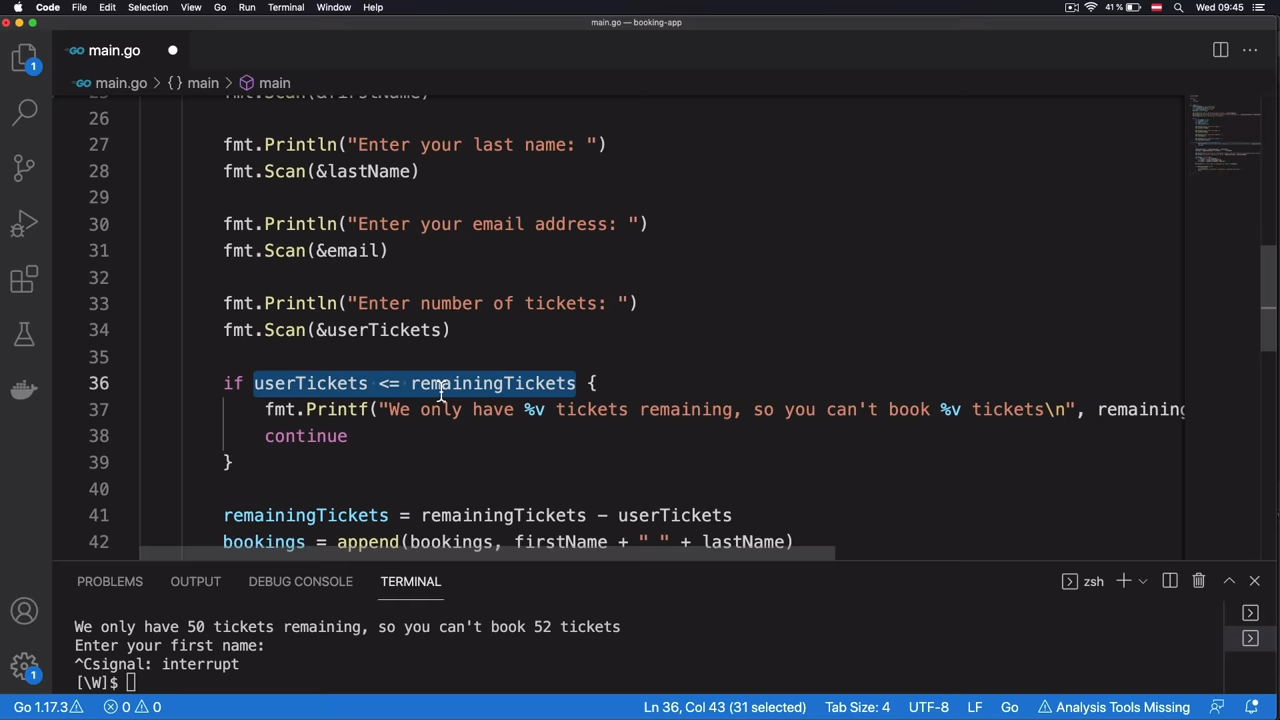 Code File Edit Selection View Go Run Terminal Window Help 41% Wed 09:45
main.go — booking-app
1 GO main.go
GO main.go > {} main > main
26
27 fmt.Println("Enter your last name: ")
28 fmt.Scan(&lastName)
29
30 fmt.Println("Enter your email address: ")
31 fmt.Scan(&email)
32
33 fmt.Println("Enter number of tickets: ")
34 fmt.Scan(&userTickets)
35
36 if userTickets <= remainingTickets {
37 fmt.Printf("We only have %v tickets remaining, so you can't book %v tickets\n", remaining
38 continue
39 }
40
41 remainingTickets = remainingTickets - userTickets
42 bookings = append(bookings, firstName + " " + lastName)
PROBLEMS OUTPUT DEBUG CONSOLE TERMINAL zsh
We only have 50 tickets remaining, so you can't book 52 tickets
Enter your first name:
^Csignal: interrupt
1 [\W]$
Go 1.17.3 0 0 Ln 36, Col 43 (31 selected) Tab Size: 4 UTF-8 LF Go Analysis Tools Missing